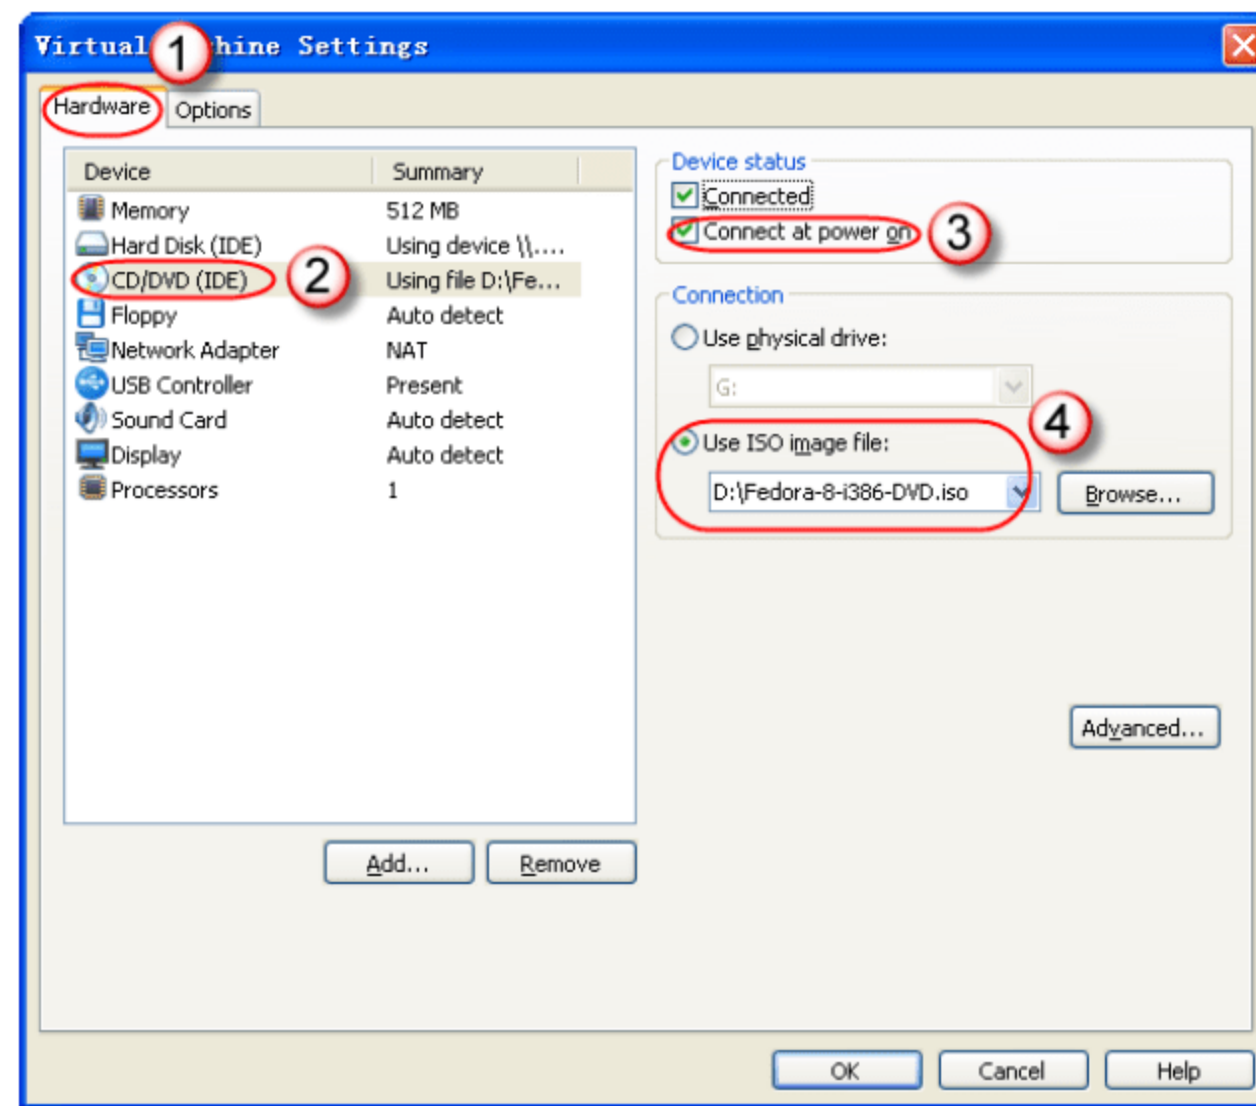 Virtual chine Settings
1
Hardware Options
Device Summary
Memory 512 MB
Hard Disk (IDE) Using device \\....
CD/DVD (IDE) 2 Using file D:\Fe...
Floppy Auto detect
Network Adapter NAT
USB Controller Present
Sound Card Auto detect
Display Auto detect
Processors 1
Add... Remove
Device status
Connected
Connect at power on 3
Connection
Use physical drive:
G:
4
Use ISO image file:
D:\Fedora-8-i386-DVD.iso Browse...
Advanced...
OK Cancel Help